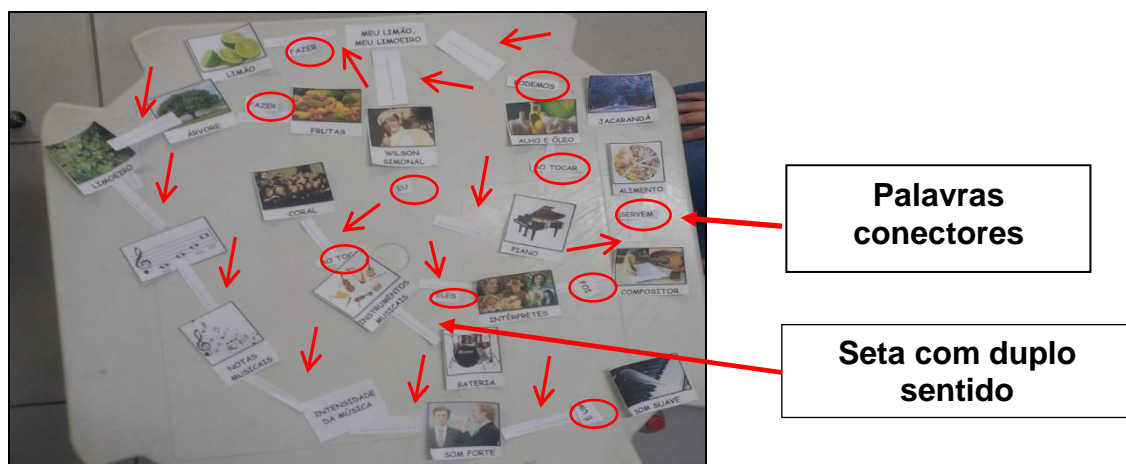 MEU LIMÃO,
MEU LIMOEIRO
FAZER
LIMÃO
PODEMOS
FAZER
ÁRVORE
FRUTAS
JACARANDÁ
WILSON
SIMONAL
ALHO E ÓLEO
LIMOEIRO
AO TOCAR
ALIMENTO
EU
CORAL
SERVEM
PIANO
AO TOCA
INSTRUMENTOS
MUSICAIS
ELES
INTÉRPRETES
FOI
COMPOSITOR
NOTAS
MUSICAIS
BATERIA
INTENSIDADE
DA MÚSICA
SOM FORTE
SOM SUAVE
Palavras
conectores
Seta com duplo
sentido